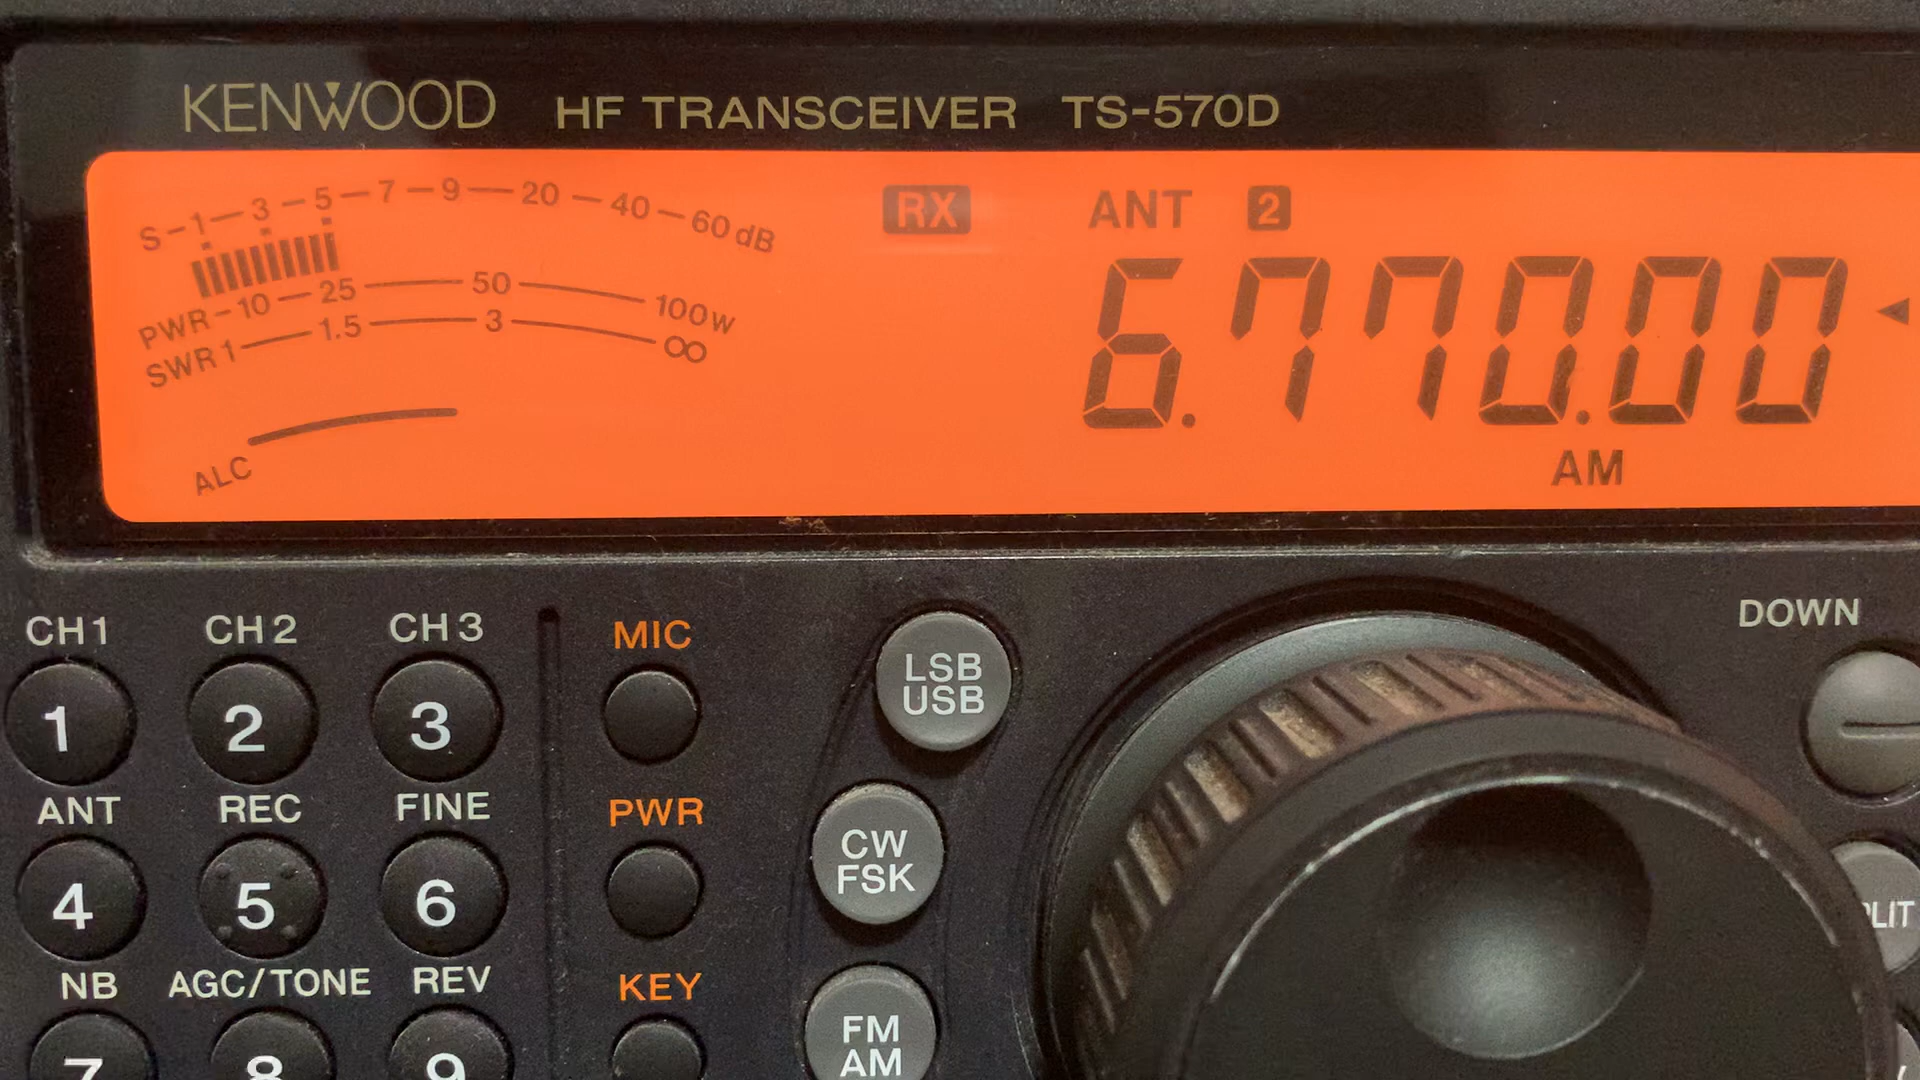 KENWOOD HF TRANSCEIVER TS-570D
S-1-3-5-7-9-20-40-60dB
RX ANT 2
PWR-10-25-50-100W
SWR 1-1.5-3-∞
6.770.00
ALC
AM
CH1 CH2 CH3 MIC DOWN
LSB
USB
1 2 3
ANT REC FINE PWR
CW
FSK
4 5 6
NB AGC/TONE REV KEY
FM
AM
7 8 9